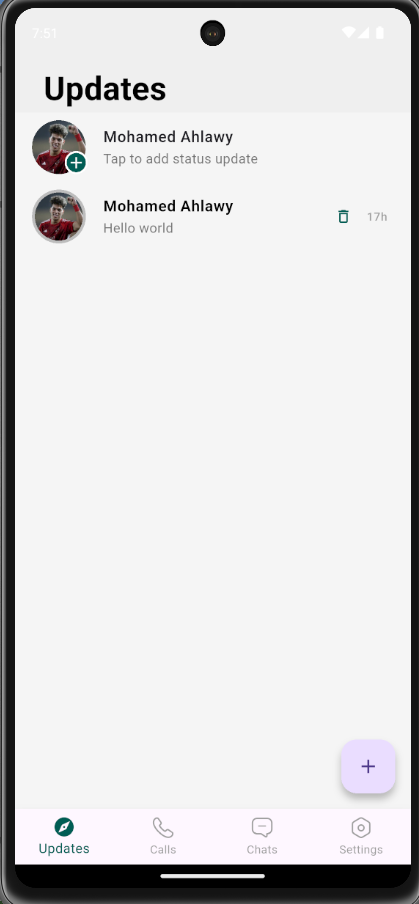 7:51
Updates
Mohamed Ahlawy
Tap to add status update
Mohamed Ahlawy
Hello world
17h
Updates
Calls
Chats
Settings